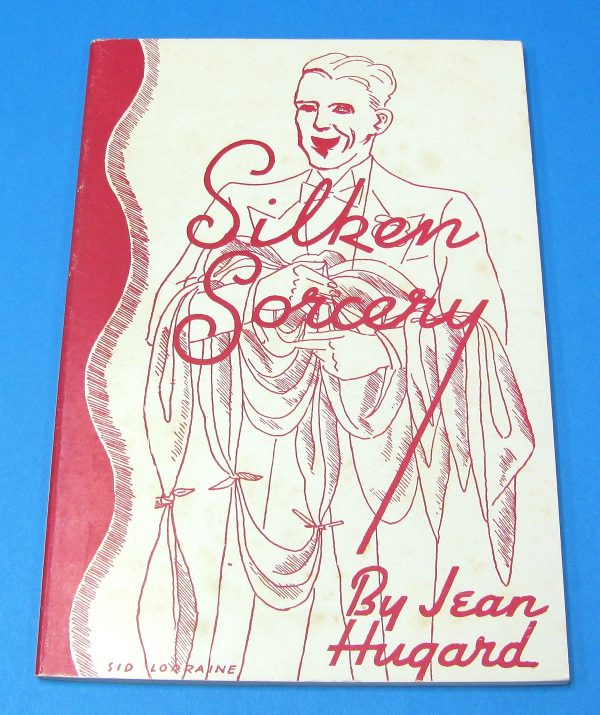 Silken
Sorcery
By Jean
Hugard
SID LORRAINE